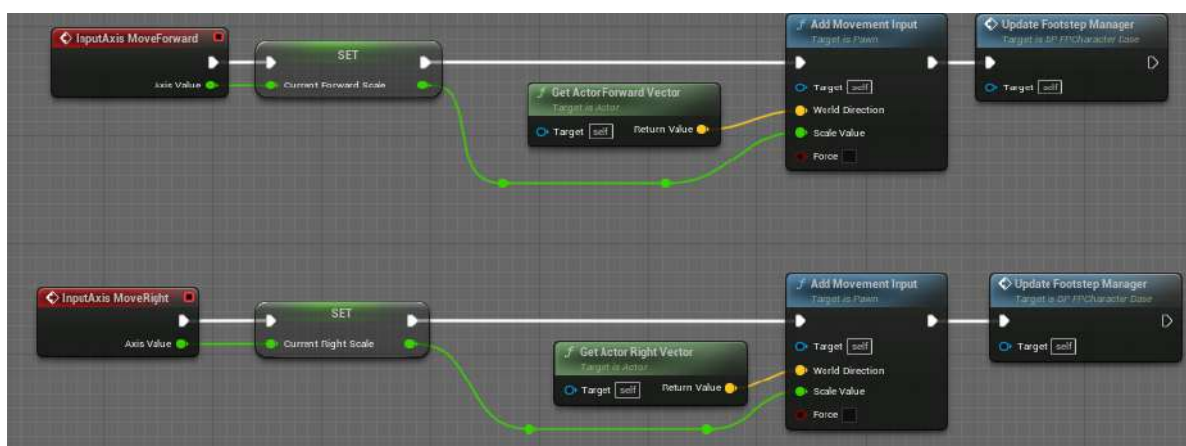 InputAxis MoveForward
Axis Value
SET
Current Forward Scale
Get ActorForward Vector
Target is Actor
Target self
Return Value
Add Movement Input
Target is Pawn
Target self
World Direction
Scale Value
Force
Update Footstep Manager
Target is BP FPCharacter Base
Target self
InputAxis MoveRight
Axis Value
SET
Current Right Scale
Get Actor Right Vector
Target is Actor
Target self
Return Value
Add Movement Input
Target is Pawn
Target self
World Direction
Scale Value
Force
Update Footstep Manager
Target is BP FPCharacter Base
Target self